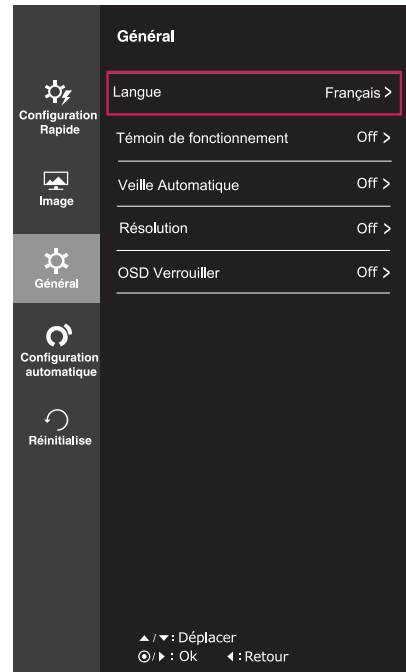 Configuration
Rapide
Image
Général
Configuration
automatique
Réinitialise
Général
Langue Français >
Témoin de fonctionnement Off >
Veille Automatique Off >
Résolution Off >
OSD Verrouiller Off >
▲/▼: Déplacer
◉/▶ : Ok ◀ : Retour